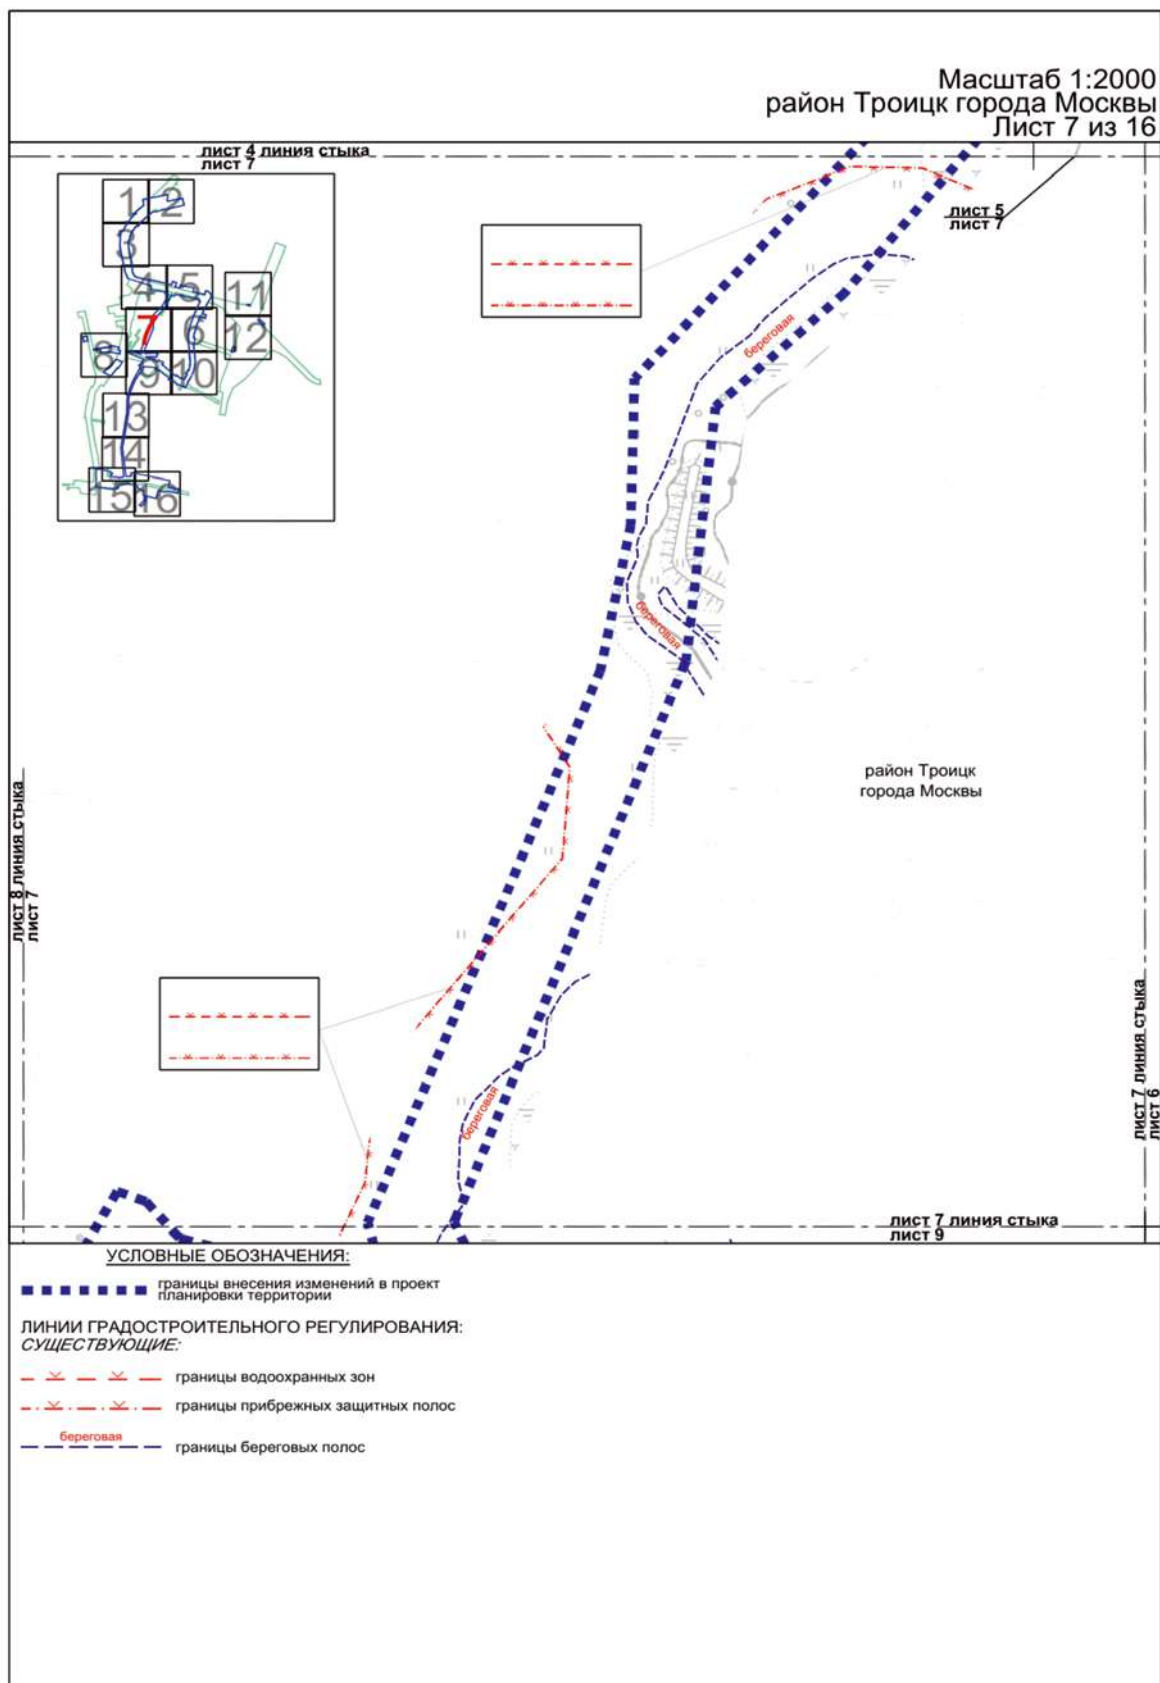 Масштаб 1:2000
район Троицк города Москвы
Лист 7 из 16
лист 4 линия стыка
лист 7
1 2
3
4 5 11
7 6 12
8 9 10
13
14
15 16
лист 5
лист 7
береговая
береговая
район Троицк
города Москвы
лист 8 линия стыка
лист 7
береговая
лист 7 линия стыка
лист 6
лист 7 линия стыка
лист 9
УСЛОВНЫЕ ОБОЗНАЧЕНИЯ:
границы внесения изменений в проект
планировки территории
ЛИНИИ ГРАДОСТРОИТЕЛЬНОГО РЕГУЛИРОВАНИЯ:
СУЩЕСТВУЮЩИЕ:
границы водоохранных зон
границы прибрежных защитных полос
береговая
границы береговых полос